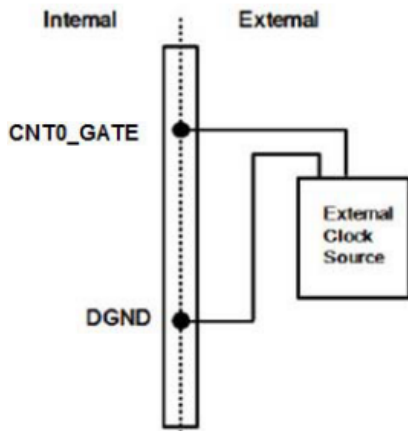 Internal External
CNT0_GATE
External
Clock
Source
DGND